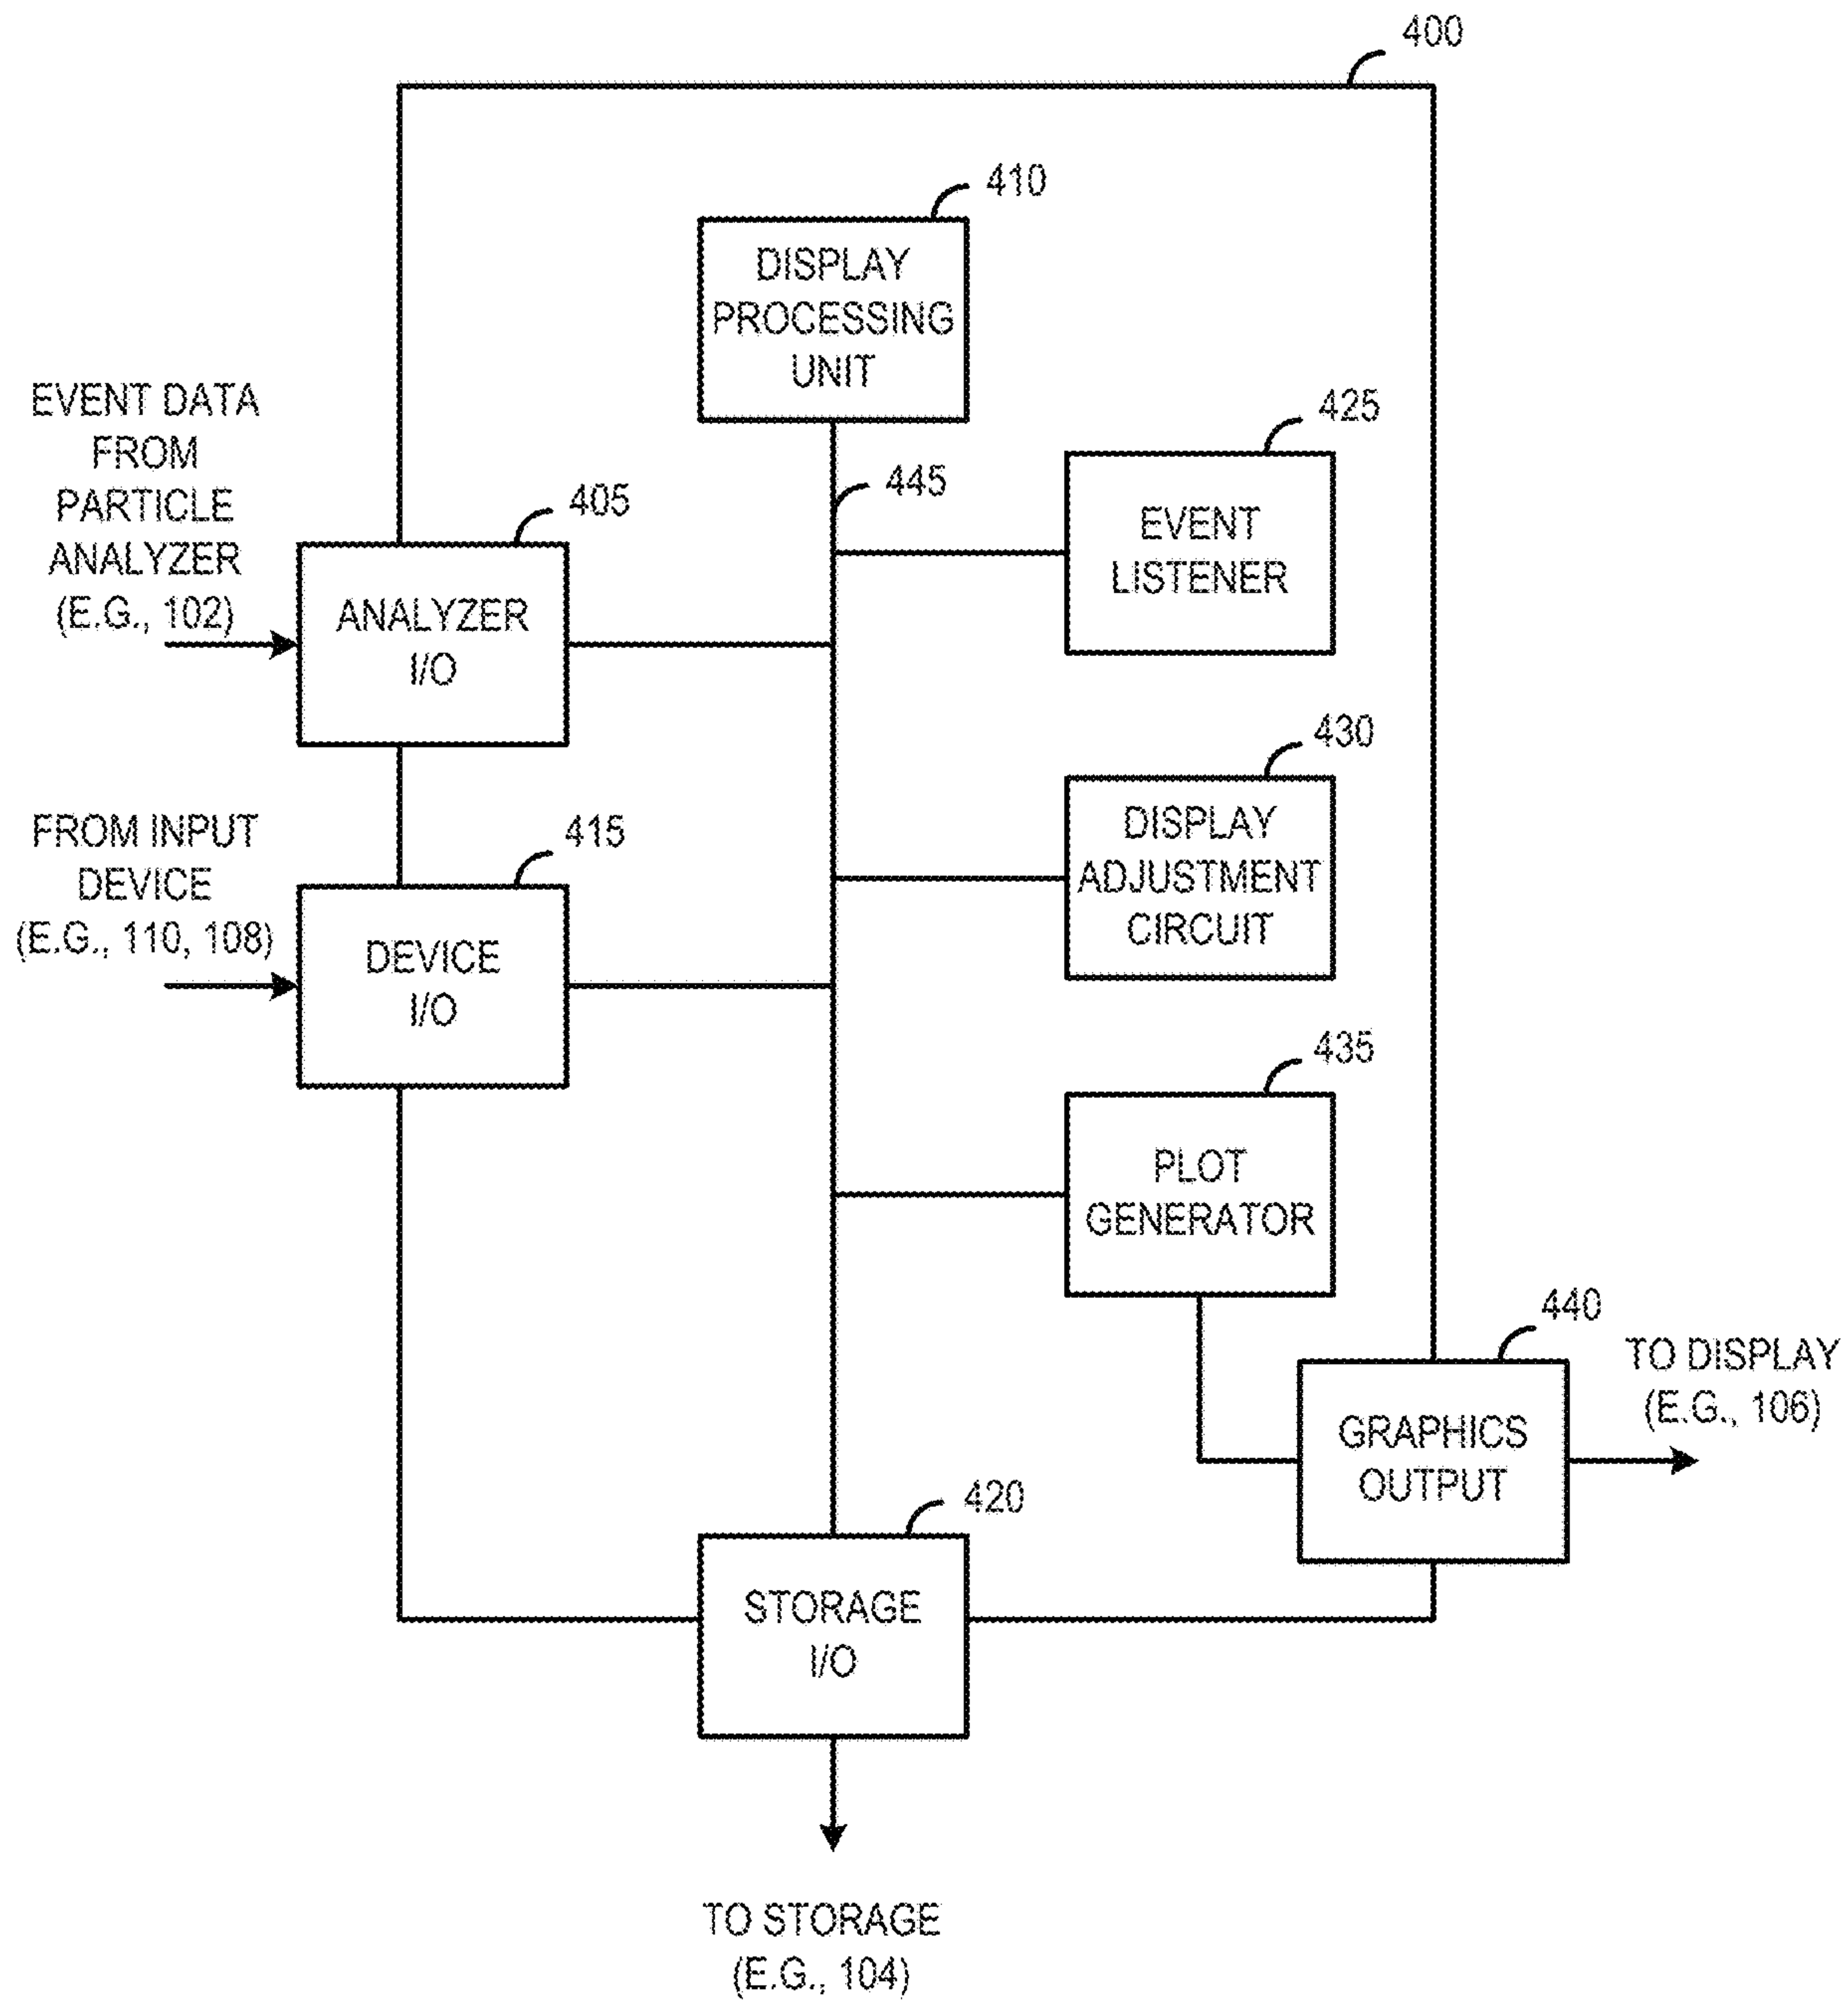 400
410
DISPLAY
PROCESSING
UNIT
EVENT DATA
FROM
PARTICLE
ANALYZER
(E.G., 102)
405
ANALYZER
I/O
445
425
EVENT
LISTENER
430
DISPLAY
ADJUSTMENT
CIRCUIT
FROM INPUT
DEVICE
(E.G., 110, 108)
415
DEVICE
I/O
435
PLOT
GENERATOR
440
GRAPHICS
OUTPUT
TO DISPLAY
(E.G., 106)
420
STORAGE
I/O
TO STORAGE
(E.G., 104)